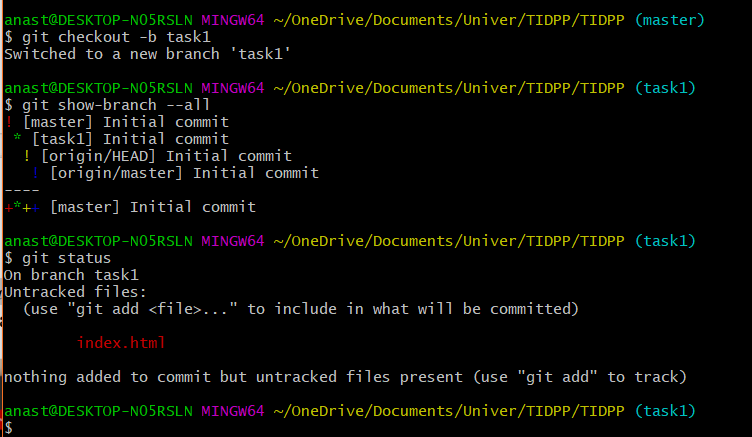 anast@DESKTOP-NO5RSLN MINGW64 ~/OneDrive/Documents/Univer/TIDPP/TIDPP (master)
$ git checkout -b task1
Switched to a new branch 'task1'
anast@DESKTOP-NO5RSLN MINGW64 ~/OneDrive/Documents/Univer/TIDPP/TIDPP (task1)
$ git show-branch --all
! [master] Initial commit
 * [task1] Initial commit
  ! [origin/HEAD] Initial commit
   ! [origin/master] Initial commit
----
+*++ [master] Initial commit
anast@DESKTOP-NO5RSLN MINGW64 ~/OneDrive/Documents/Univer/TIDPP/TIDPP (task1)
$ git status
On branch task1
Untracked files:
  (use "git add <file>..." to include in what will be committed)
        index.html
nothing added to commit but untracked files present (use "git add" to track)
anast@DESKTOP-NO5RSLN MINGW64 ~/OneDrive/Documents/Univer/TIDPP/TIDPP (task1)
$